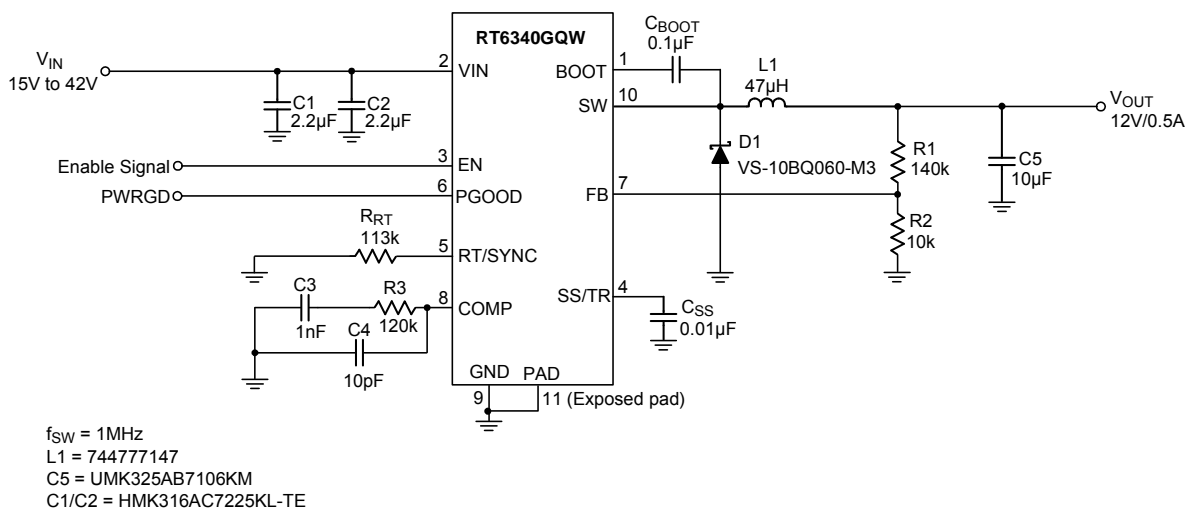 RT6340GQW
VIN
15V to 42V
C1
2.2µF
C2
2.2µF
2
VIN
Enable Signal
3
EN
PWRGD
6
PGOOD
RRT
113k
5
RT/SYNC
C3
1nF
R3
120k
8
COMP
C4
10pF
GND
PAD
9
11 (Exposed pad)
CBOOT
0.1µF
1
BOOT
SW
10
L1
47µH
VOUT
12V/0.5A
D1
VS-10BQ060-M3
R1
140k
C5
10µF
7
FB
R2
10k
4
SS/TR
CSS
0.01µF
fSW = 1MHz
L1 = 744777147
C5 = UMK325AB7106KM
C1/C2 = HMK316AC7225KL-TE